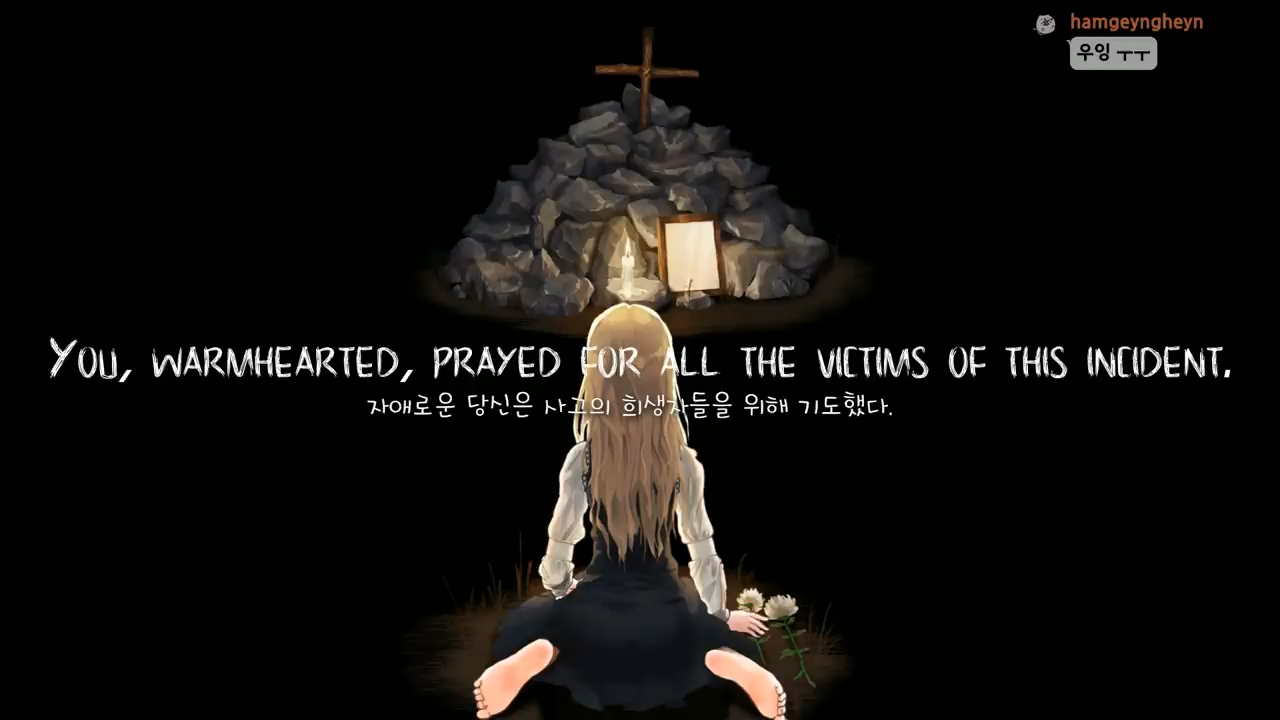 hamgeyngheyn
우잉 ㅜㅜ
You, warmhearted, prayed for all the victims of this incident.
자애로운 당신은 사고의 희생자들을 위해 기도했다.